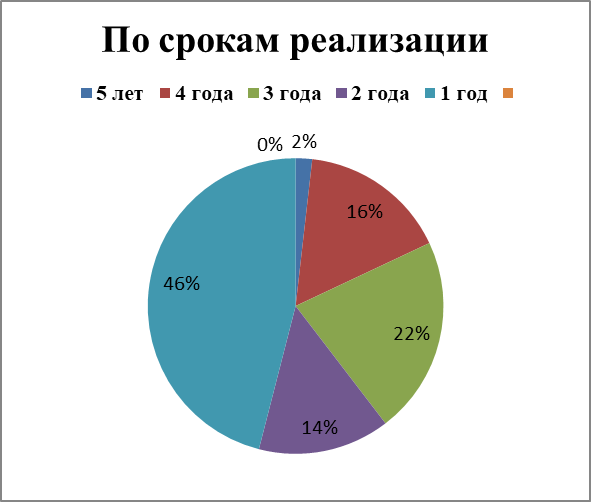 По срокам реализации
5 лет 4 года 3 года 2 года 1 год
0% 2%
16%
46%
22%
14%